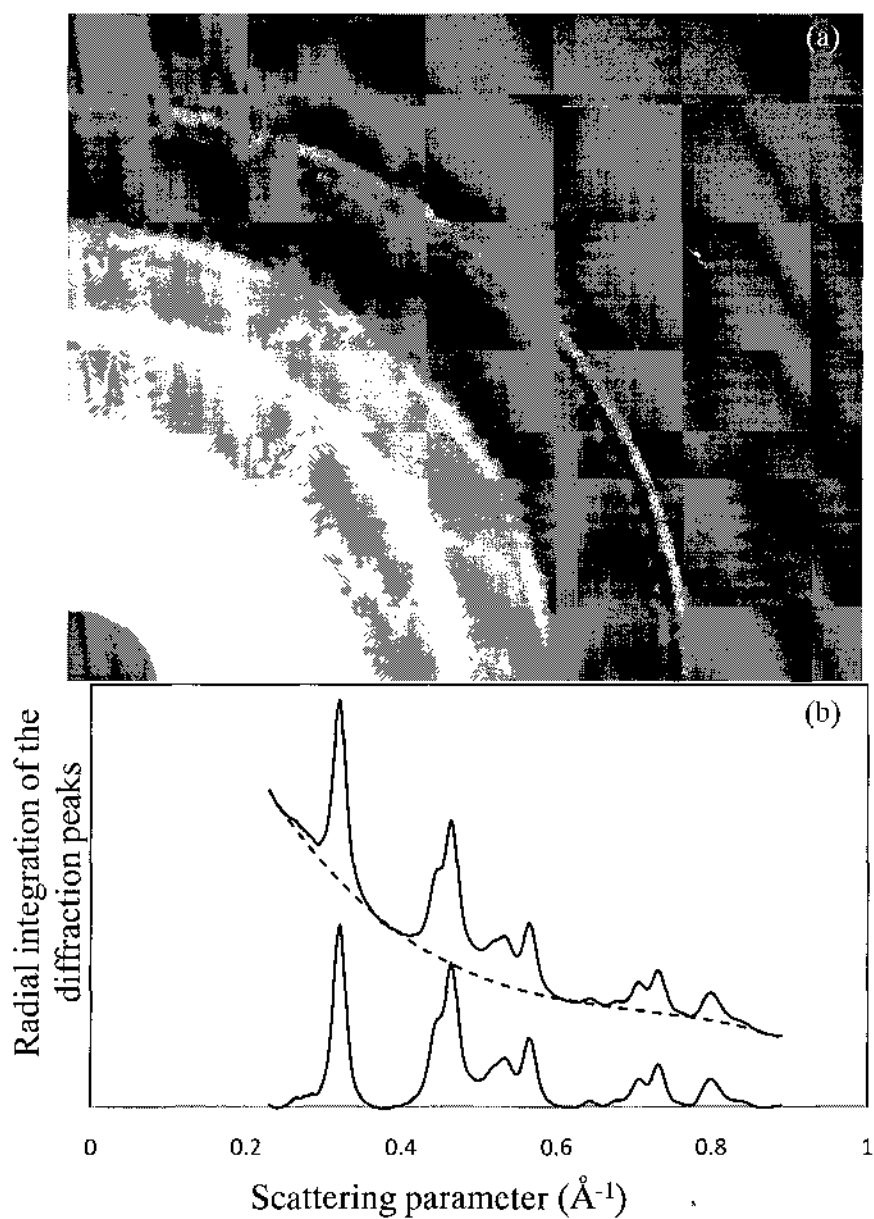 (a)
(b)
Radial integration of the
diffraction peaks
0 0.2 0.4 0.6 0.8 1
Scattering parameter (Å-1)